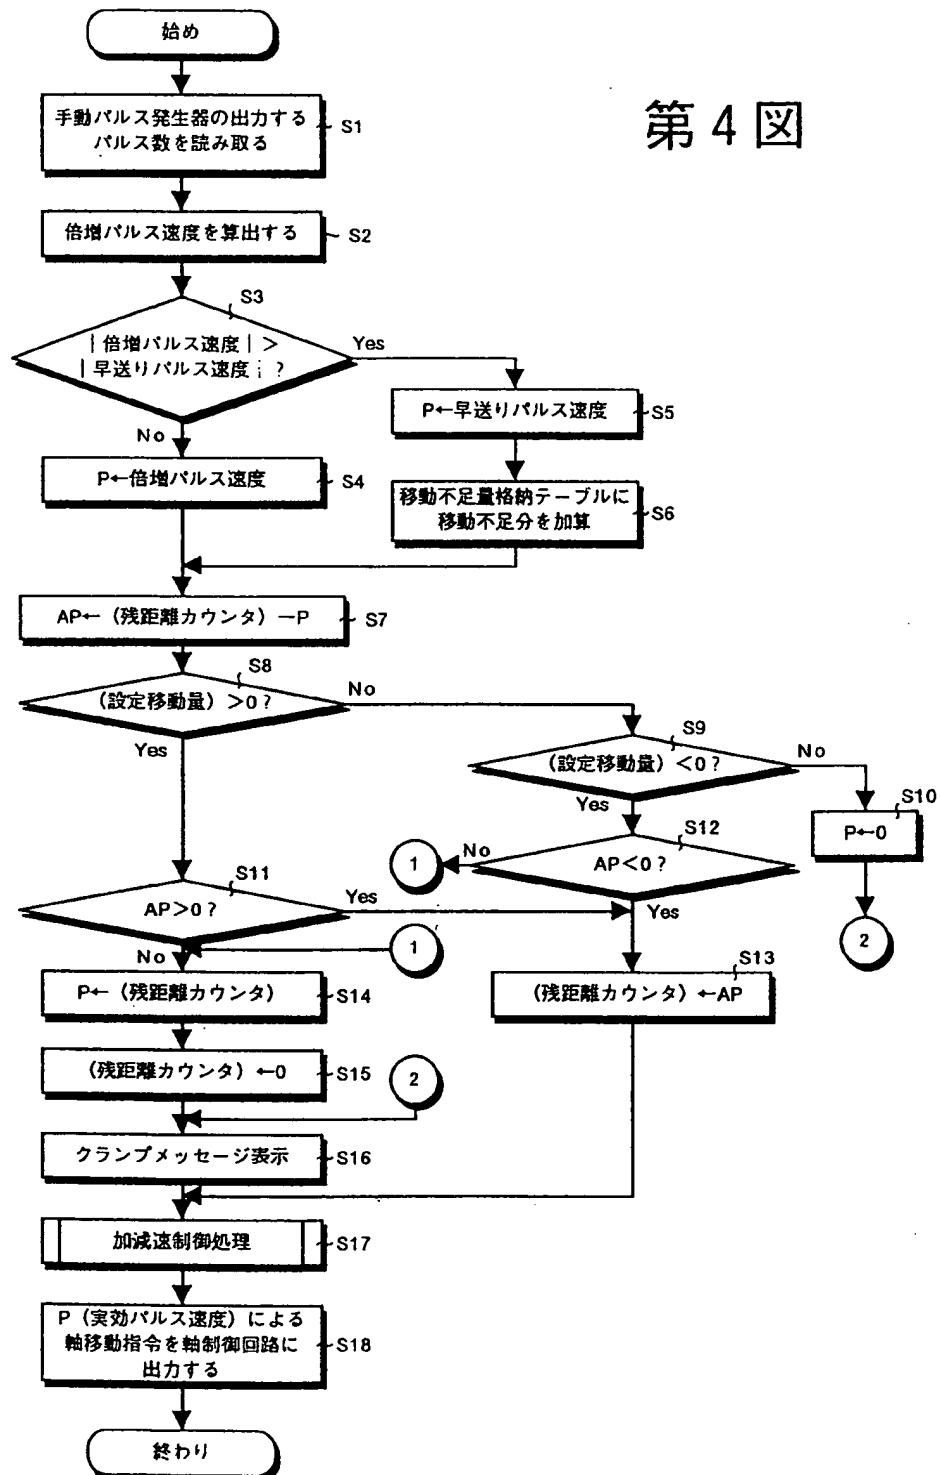 始め
第4図
手動パルス発生器の出力する
パルス数を読み取る
S1
倍増パルス速度を算出する
S2
S3
|倍増パルス速度|>
|早送りパルス速度|?
Yes
No
P←早送りパルス速度
S5
P←倍増パルス速度
S4
移動不足量格納テーブルに
移動不足分を加算
S6
AP←(残距離カウンタ)−P
S7
S8
(設定移動量)>0?
No
Yes
S9
(設定移動量)<0?
No
Yes
S10
P←0
2
S12
AP<0?
No
1
Yes
S11
AP>0?
Yes
No
1
S13
(残距離カウンタ)←AP
P←(残距離カウンタ)
S14
(残距離カウンタ)←0
S15
2
クランプメッセージ表示
S16
加減速制御処理
S17
P(実効パルス速度)による
軸移動指令を軸制御回路に
出力する
S18
終わり